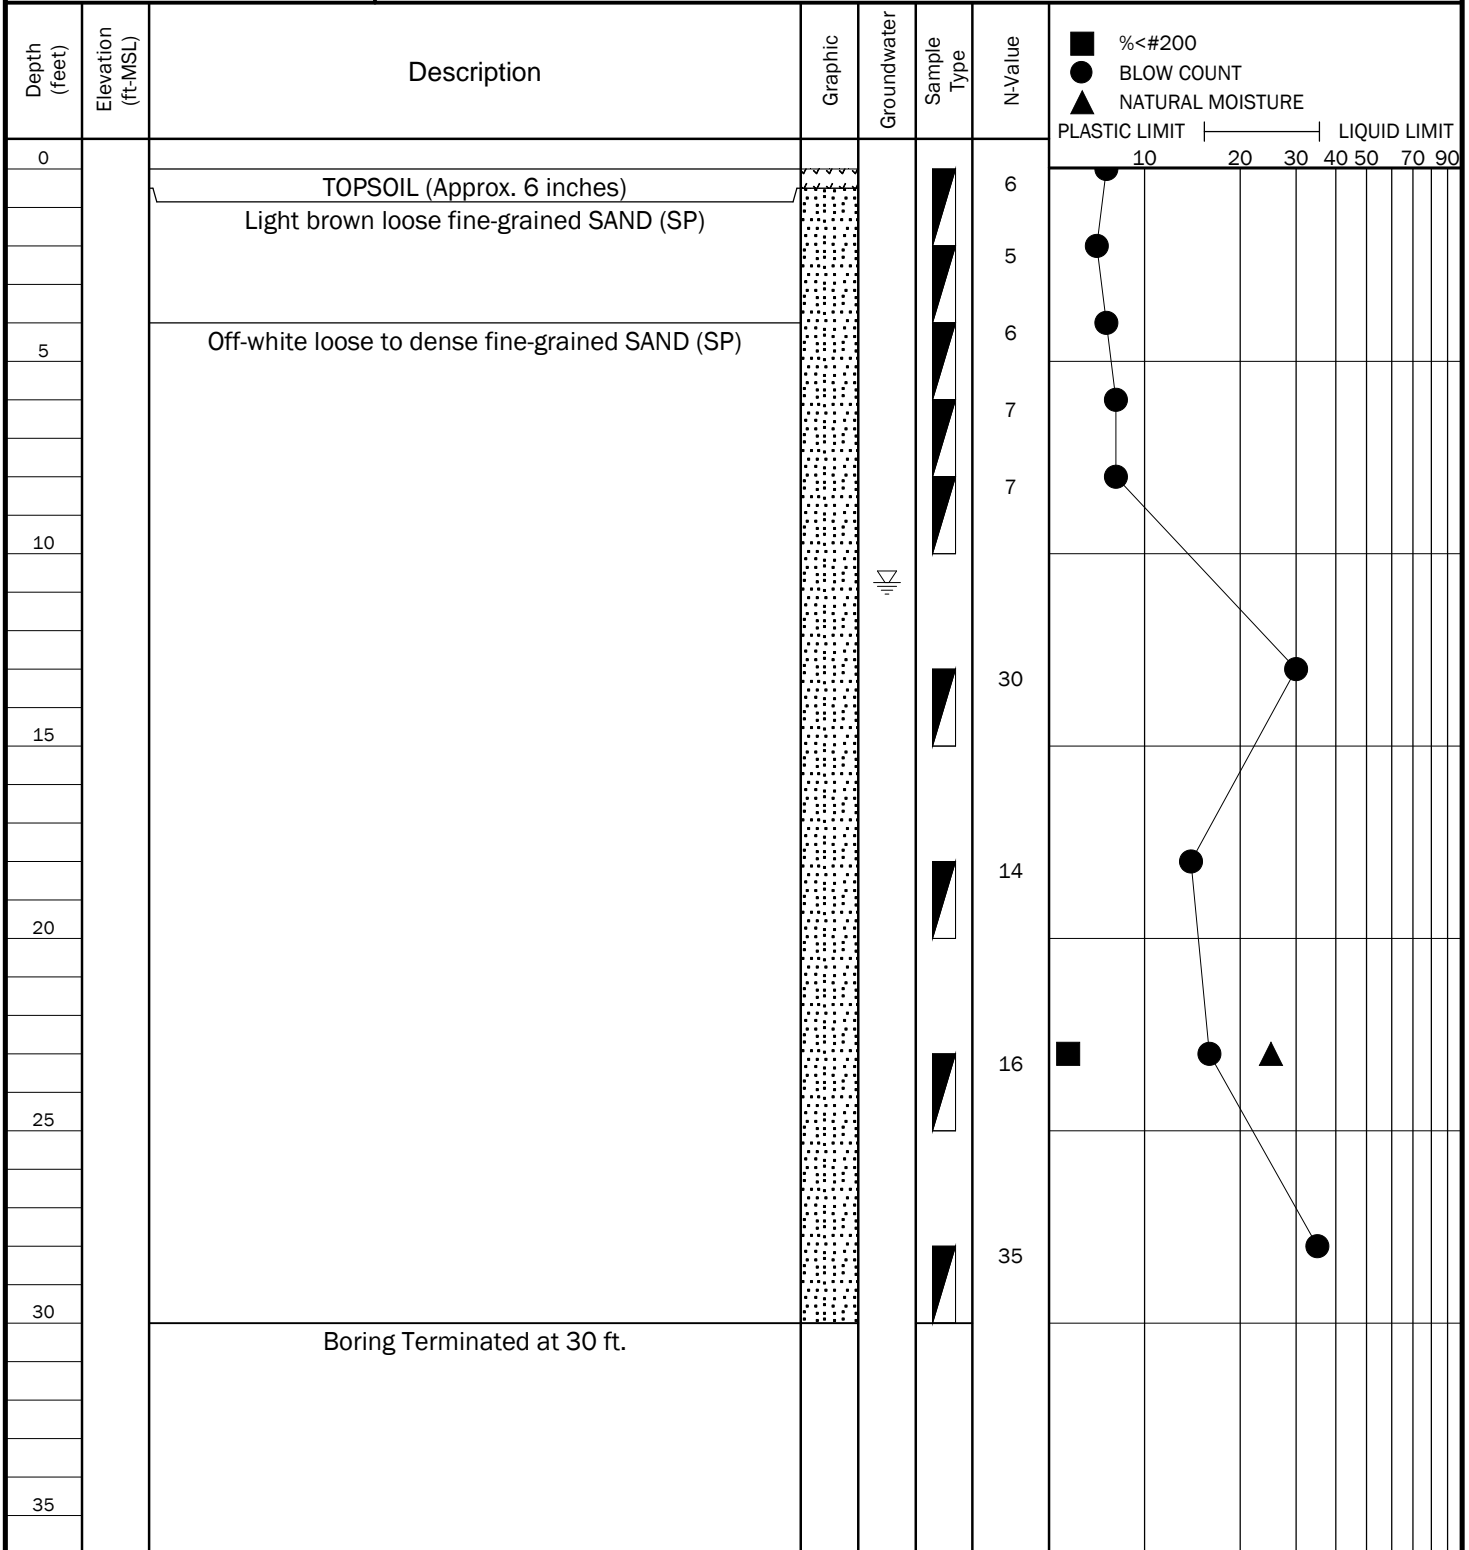 Depth
(feet)
Elevation
(ft-MSL)
Description
Graphic
Groundwater
Sample
Type
N-Value
%<#200
BLOW COUNT
NATURAL MOISTURE
PLASTIC LIMIT LIQUID LIMIT
10 20 30 40 50 70 90
0
TOPSOIL (Approx. 6 inches)
6
Light brown loose fine-grained SAND (SP)
5
6
Off-white loose to dense fine-grained SAND (SP)
5
7
7
10
30
15
14
20
16
25
35
30
Boring Terminated at 30 ft.
35